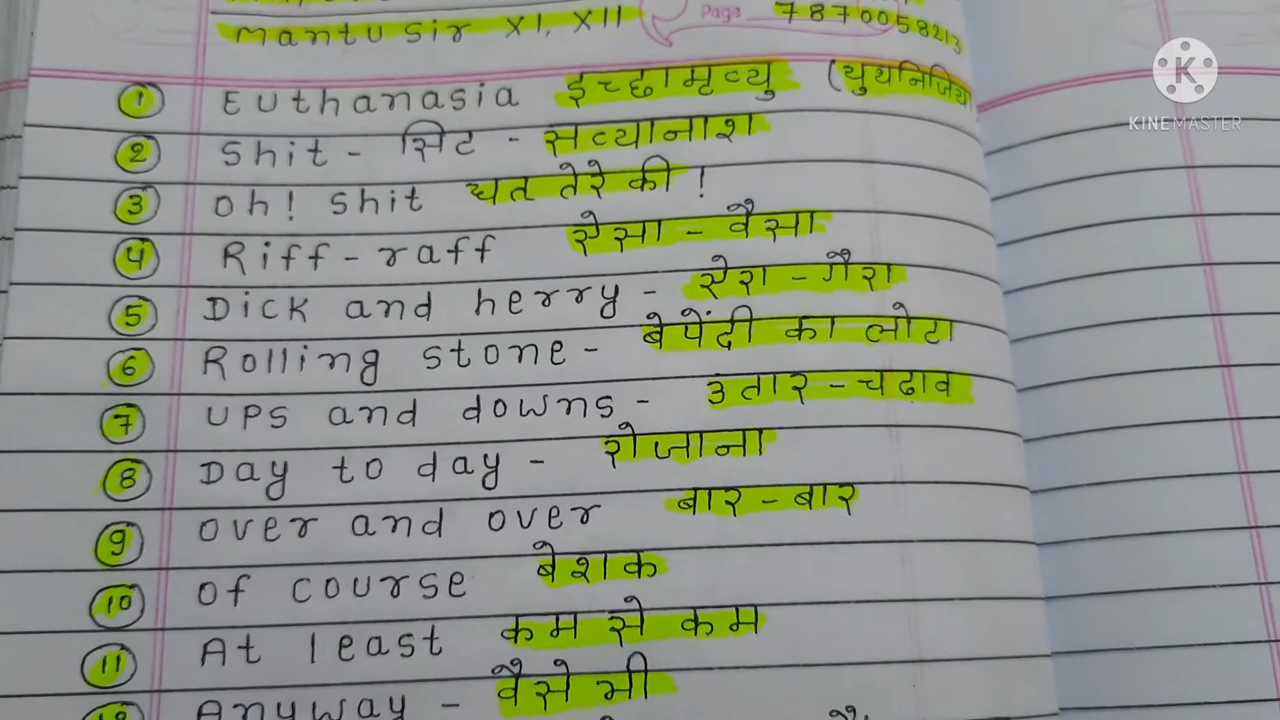 Mantu Sir XI, XII
Page 7870058213
KINEMASTER
1 Euthanasia इच्छामृत्यु (युथनिजिया
2 Shit - सिट - सत्यानाश
3 Oh! Shit धत तेरे की !
4 Riff-raff ऐसा - वैसा
5 Dick and herry - ऐरा - गैरा
6 Rolling stone - बेपेंदी का लोटा
7 UPS and downs - उतार - चढ़ाव
8 Day to day - रोजाना
9 Over and over बार - बार
10 Of course बेशक
11 At least कम से कम
12 Anyway - वैसे भी